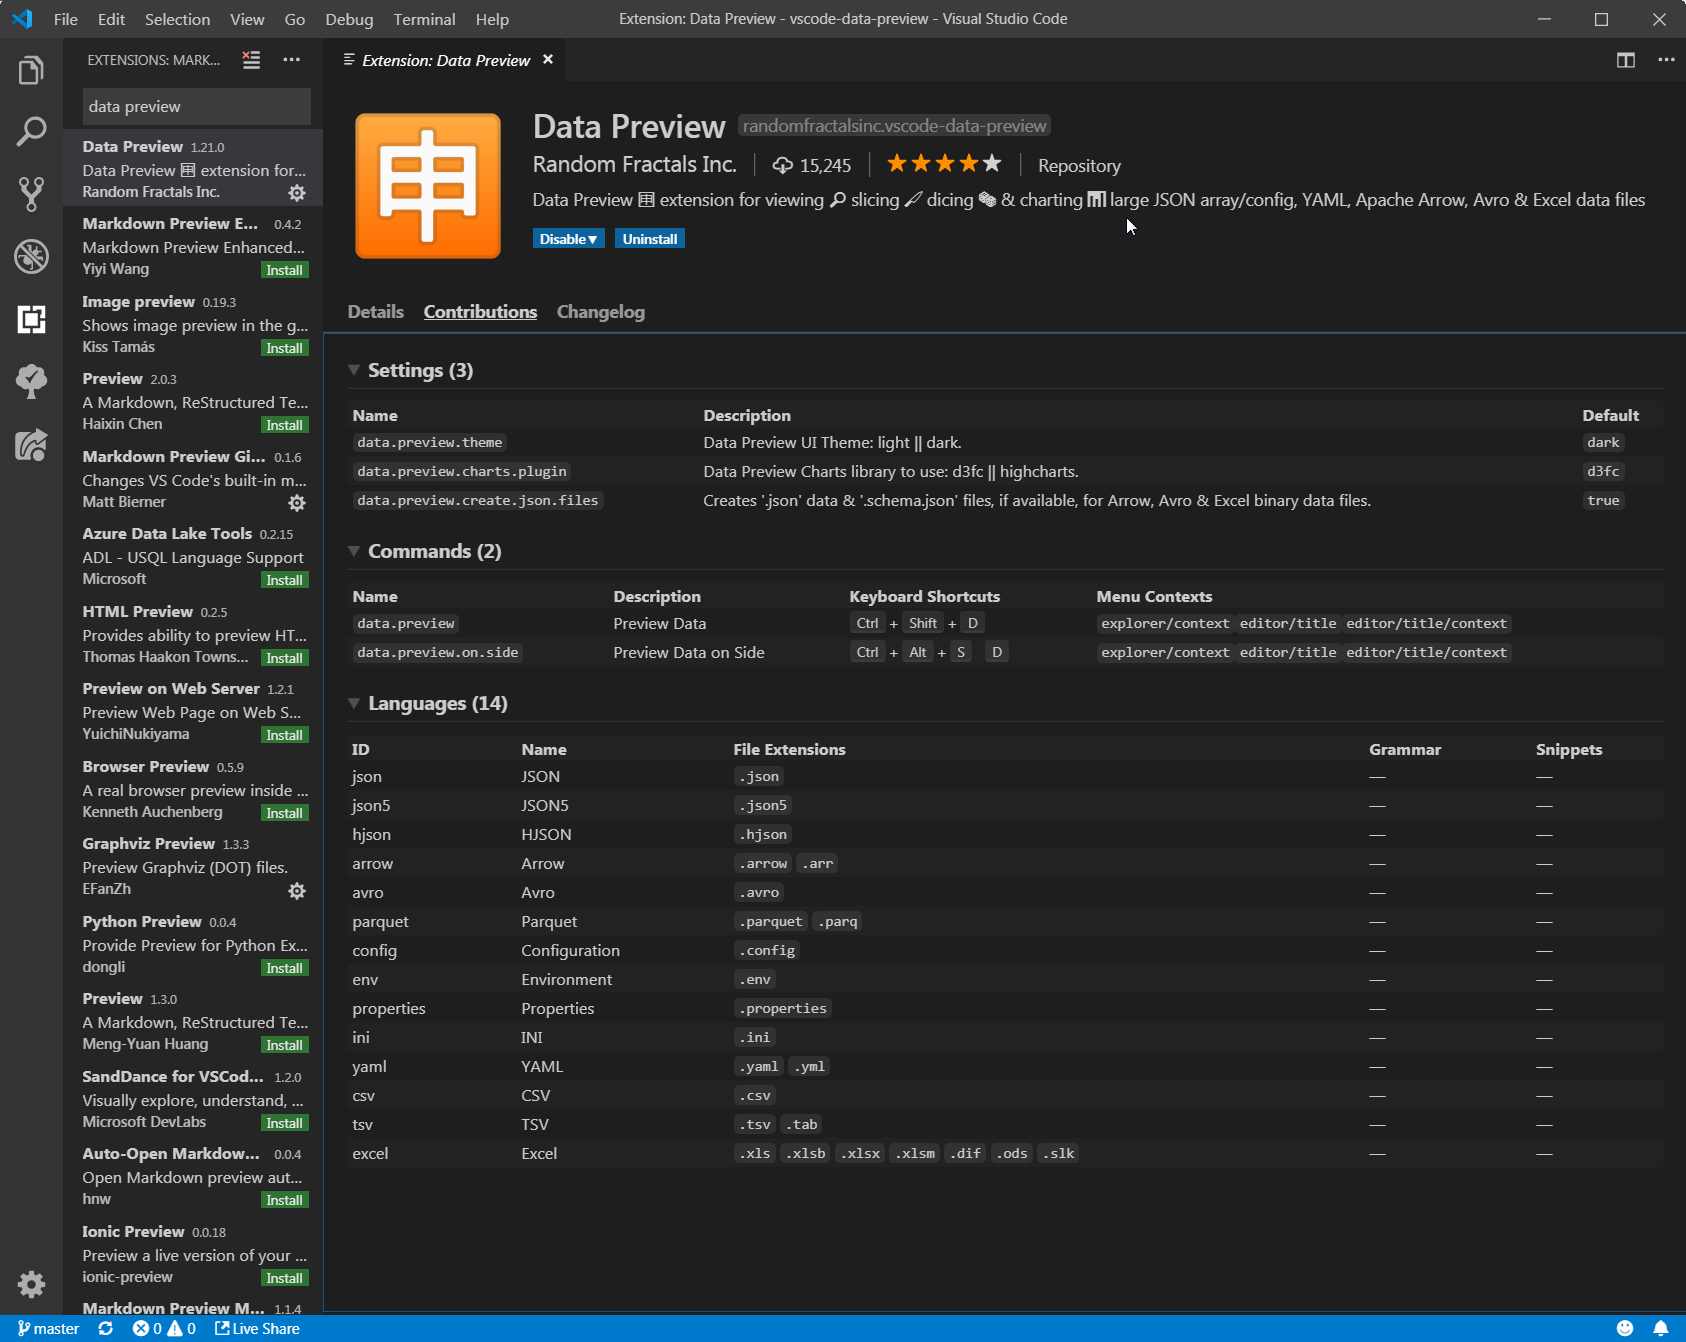 File Edit Selection View Go Debug Terminal Help
Extension: Data Preview - vscode-data-preview - Visual Studio Code
EXTENSIONS: MARK...
data preview
Data Preview 1.21.0
Data Preview 🈸 extension for...
Random Fractals Inc.
Markdown Preview E... 0.4.2
Markdown Preview Enhanced...
Yiyi Wang Install
Image preview 0.19.3
Shows image preview in the g...
Kiss Tamás Install
Preview 2.0.3
A Markdown, ReStructured Te...
Haixin Chen Install
Markdown Preview Gi... 0.1.6
Changes VS Code's built-in m...
Matt Bierner
Azure Data Lake Tools 0.2.15
ADL - USQL Language Support
Microsoft Install
HTML Preview 0.2.5
Provides ability to preview HT...
Thomas Haakon Towns... Install
Preview on Web Server 1.2.1
Preview Web Page on Web S...
YuichiNukiyama Install
Browser Preview 0.5.9
A real browser preview inside ...
Kenneth Auchenberg Install
Graphviz Preview 1.3.3
Preview Graphviz (DOT) files.
EFanZh
Python Preview 0.0.4
Provide Preview for Python Ex...
dongli Install
Preview 1.3.0
A Markdown, ReStructured Te...
Meng-Yuan Huang Install
SandDance for VSCod... 1.2.0
Visually explore, understand, ...
Microsoft DevLabs Install
Auto-Open Markdow... 0.0.4
Open Markdown preview aut...
hnw Install
Ionic Preview 0.0.18
Preview a live version of your ...
ionic-preview Install
Markdown Preview M... 1.1.4
Extension: Data Preview
申
Data Preview randomfractalsinc.vscode-data-preview
Random Fractals Inc. 15,245 ★★★★★ Repository
Data Preview 🈸 extension for viewing 🔎 slicing 🔪 dicing 🎲 & charting 📊 large JSON array/config, YAML, Apache Arrow, Avro & Excel data files
Disable▼ Uninstall
Details Contributions Changelog
Settings (3)
Name Description Default
data.preview.theme Data Preview UI Theme: light || dark. dark
data.preview.charts.plugin Data Preview Charts library to use: d3fc || highcharts. d3fc
data.preview.create.json.files Creates '.json' data & '.schema.json' files, if available, for Arrow, Avro & Excel binary data files. true
Commands (2)
Name Description Keyboard Shortcuts Menu Contexts
data.preview Preview Data Ctrl + Shift + D explorer/context editor/title editor/title/context
data.preview.on.side Preview Data on Side Ctrl + Alt + S D explorer/context editor/title editor/title/context
Languages (14)
ID Name File Extensions Grammar Snippets
json JSON .json — —
json5 JSON5 .json5 — —
hjson HJSON .hjson — —
arrow Arrow .arrow .arr — —
avro Avro .avro — —
parquet Parquet .parquet .parq — —
config Configuration .config — —
env Environment .env — —
properties Properties .properties — —
ini INI .ini — —
yaml YAML .yaml .yml — —
csv CSV .csv — —
tsv TSV .tsv .tab — —
excel Excel .xls .xlsb .xlsx .xlsm .dif .ods .slk — —
master 0 0 Live Share